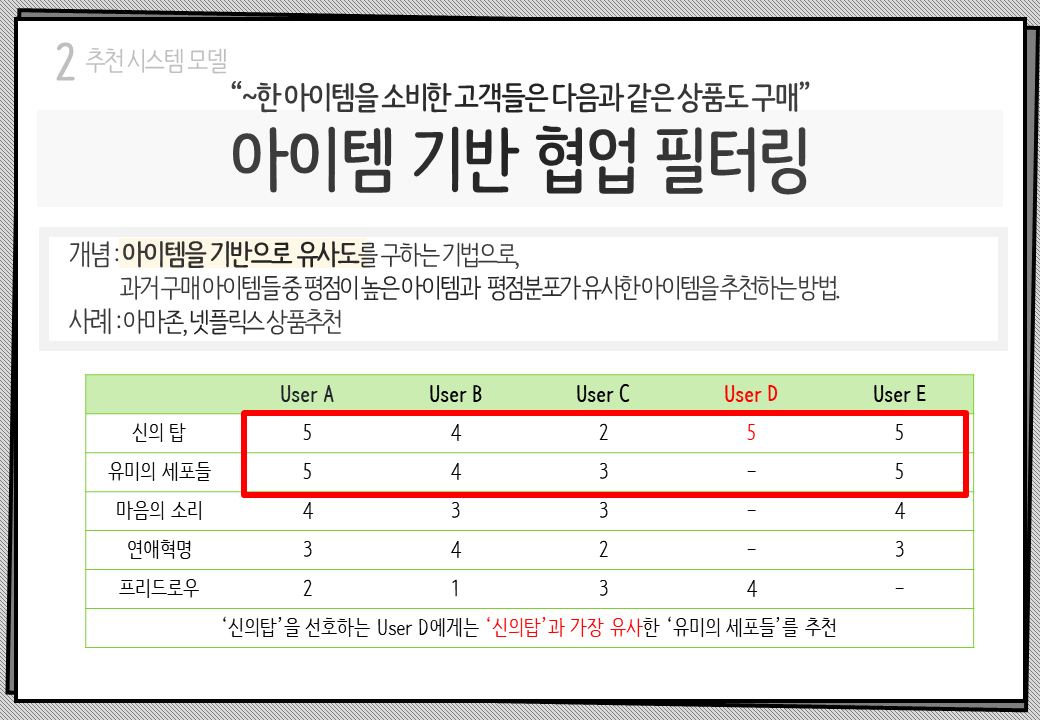 2 추천 시스템 모델
“~한 아이템을 소비한 고객들은 다음과 같은 상품도 구매”
아이템 기반 협업 필터링
개념 : 아이템을 기반으로 유사도를 구하는 기법으로,
과거 구매 아이템들 중 평점이 높은 아이템과 평점분포가 유사한 아이템을 추천하는 방법.
사례 : 아마존, 넷플릭스 상품추천
User A User B User C User D User E
신의 탑 5 4 2 5 5
유미의 세포들 5 4 3 - 5
마음의 소리 4 3 3 - 4
연애혁명 3 4 2 - 3
프리드로우 2 1 3 4 -
‘신의탑’을 선호하는 User D에게는 ‘신의탑’과 가장 유사한 ‘유미의 세포들’를 추천